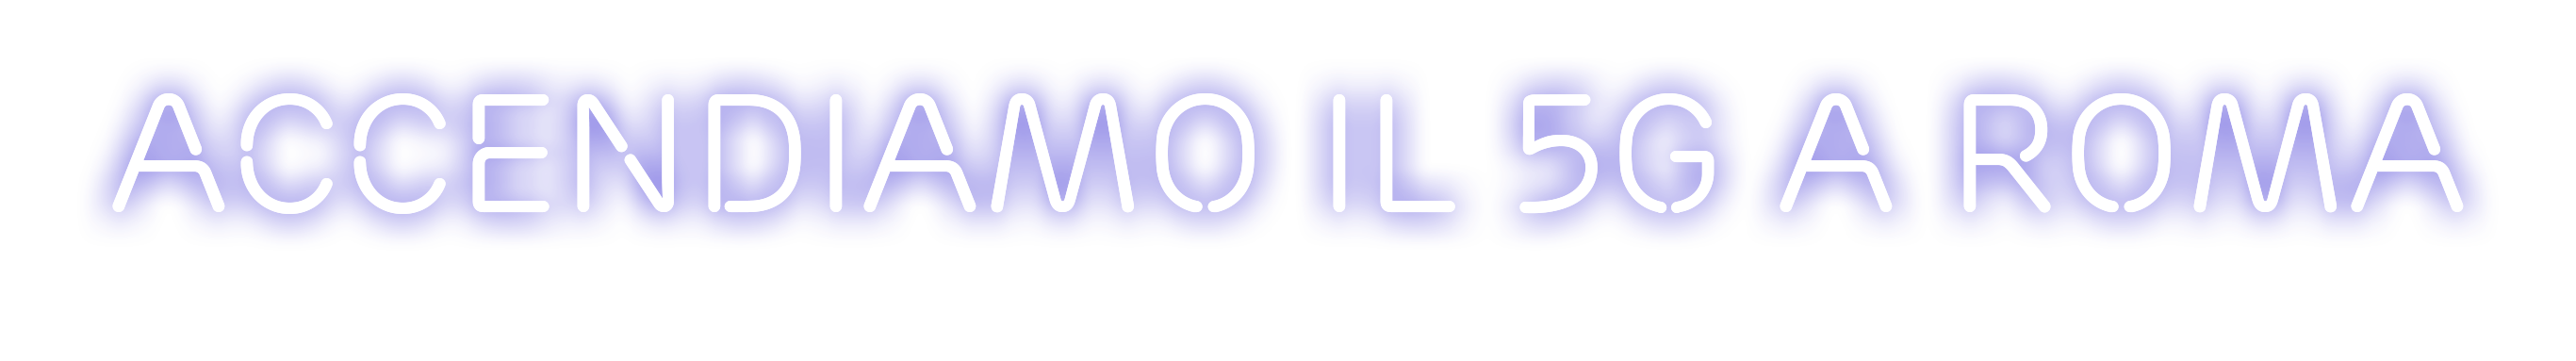 ACCENDIAMO IL 5G A ROMA